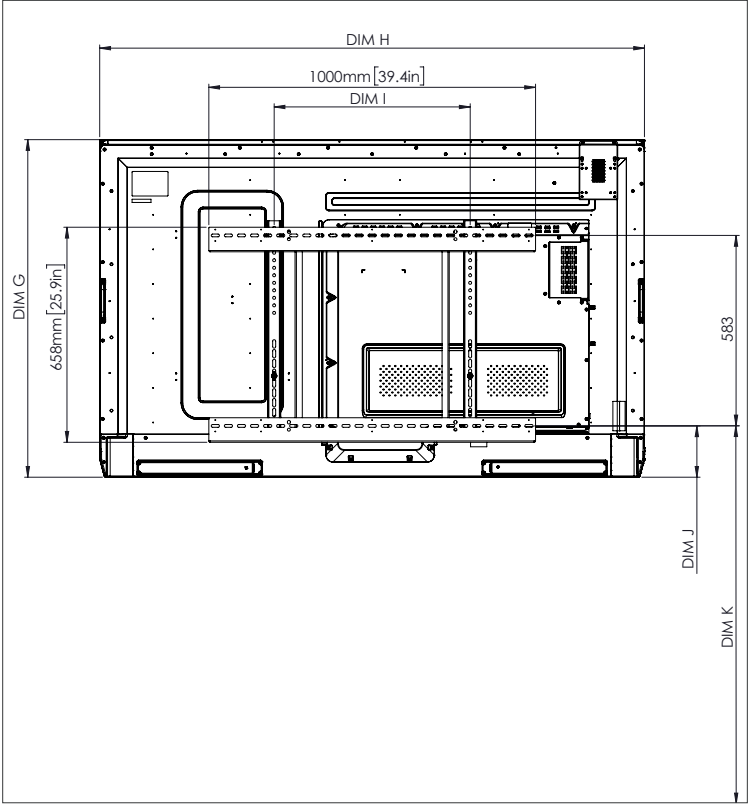 DIM H
1000mm[39.4in]
DIM I
DIM G
658mm[25.9in]
583
DIM J
DIM K